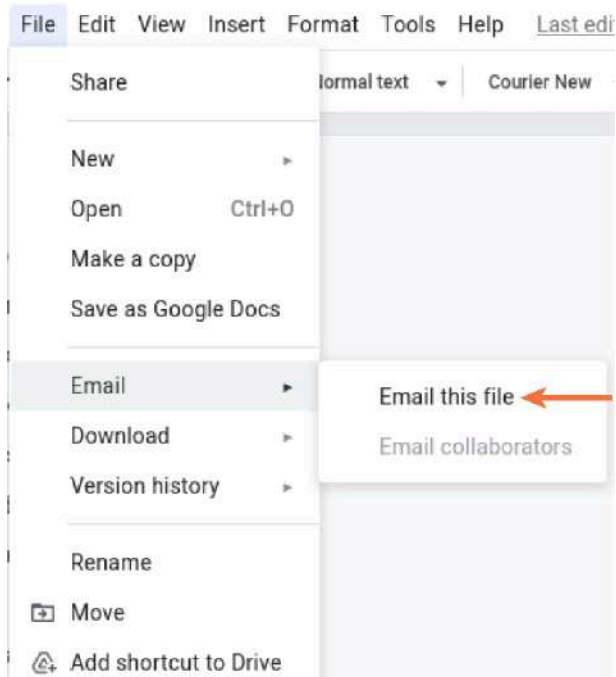 File Edit View Insert Format Tools Help Last edi
Share
Normal text Courier New
New
Open Ctrl+O
Make a copy
Save as Google Docs
Email
Email this file
Download
Email collaborators
Version history
Rename
Move
Add shortcut to Drive